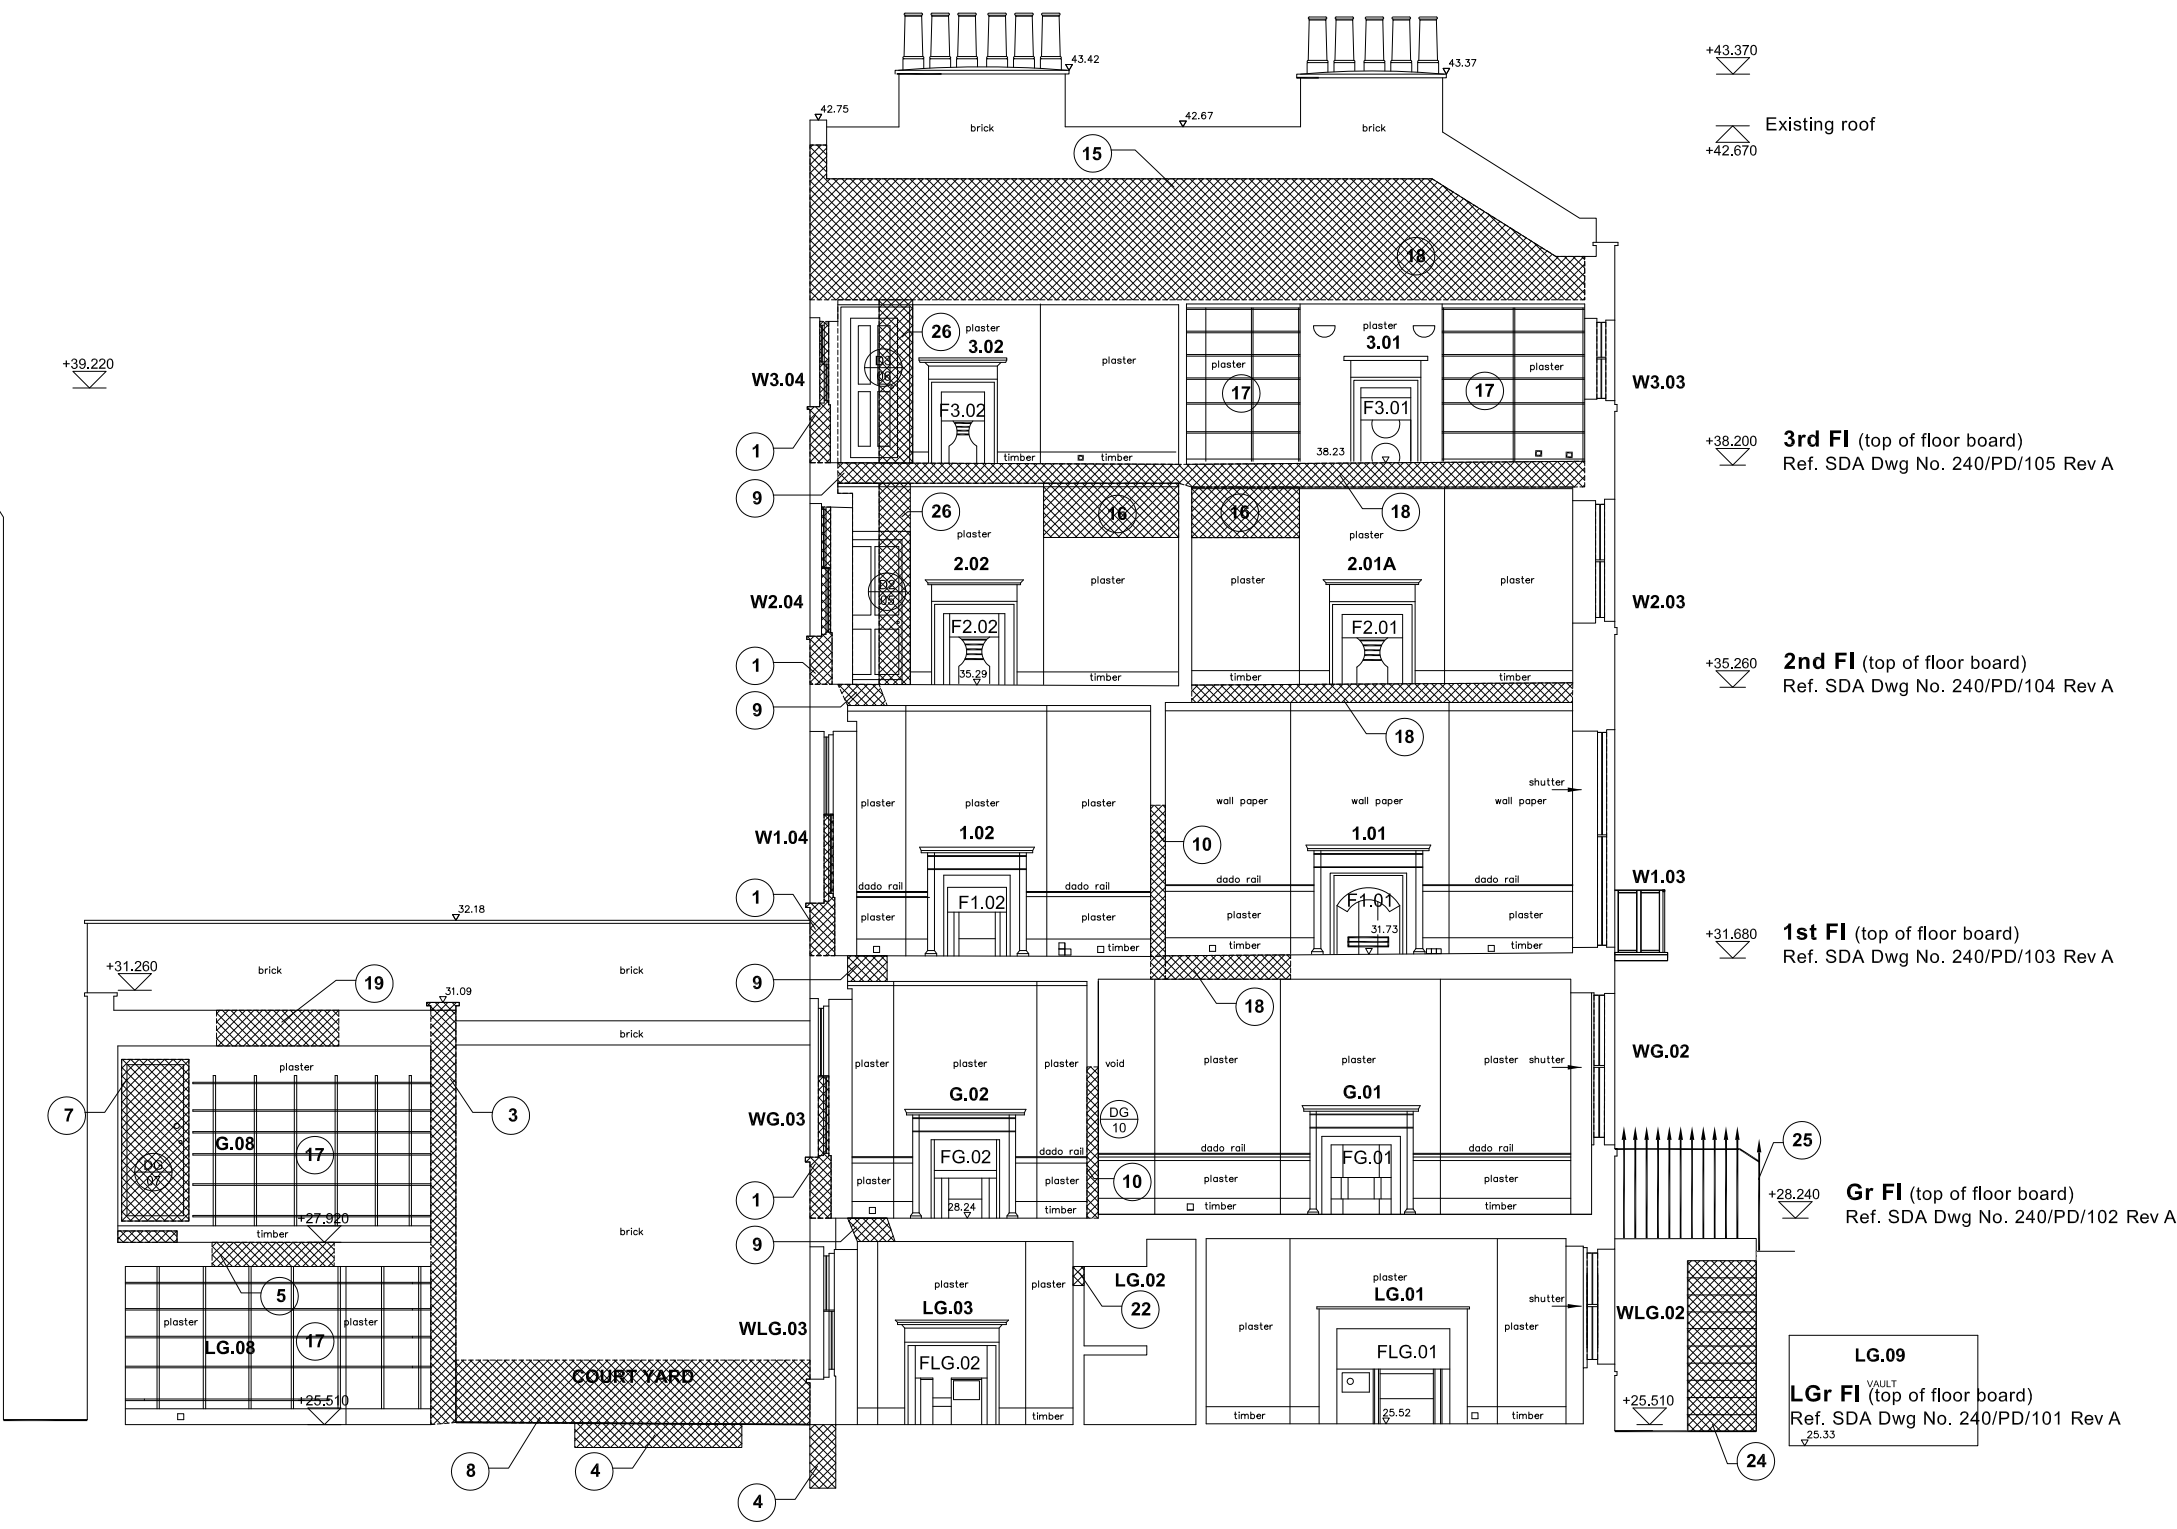 43.42
43.37
+43.370
42.75
42.67
brick
brick
Existing roof
+42.670
15
18
+39.220
26
plaster
3.02
plaster
plaster
3.01
plaster
plaster
W3.04
D3
06
17
17
W3.03
F3.02
F3.01
1
timber
timber
38.23
+38.200
3rd Fl (top of floor board)
Ref. SDA Dwg No. 240/PD/105 Rev A
9
26
16
16
18
plaster
plaster
2.02
2.01A
plaster
plaster
plaster
W2.04
D2
05
W2.03
F2.02
F2.01
1
35.29
timber
timber
timber
+35.260
2nd Fl (top of floor board)
Ref. SDA Dwg No. 240/PD/104 Rev A
9
18
shutter
plaster
plaster
plaster
wall paper
wall paper
wall paper
W1.04
1.02
10
1.01
W1.03
dado rail
dado rail
dado rail
dado rail
1
F1.02
F1.01
32.18
plaster
plaster
plaster
plaster
31.73
timber
timber
timber
+31.680
1st Fl (top of floor board)
Ref. SDA Dwg No. 240/PD/103 Rev A
+31.260
brick
brick
19
9
31.09
18
brick
plaster
plaster
plaster
plaster
void
plaster
plaster
plaster
shutter
WG.02
7
3
WG.03
G.02
DG
10
G.01
G.08
17
dado rail
dado rail
dado rail
25
DG
07
FG.02
FG.01
plaster
plaster
10
plaster
plaster
1
28.24
timber
timber
timber
+28.240
Gr Fl (top of floor board)
Ref. SDA Dwg No. 240/PD/102 Rev A
+27.920
timber
brick
9
5
plaster
plaster
LG.02
plaster
LG.03
22
LG.01
shutter
WLG.03
WLG.02
plaster
plaster
plaster
plaster
17
LG.08
FLG.02
FLG.01
LG.09
COURT YARD
VAULT
LGr Fl (top of floor board)
+25.510
+25.510
timber
timber
25.52
timber
Ref. SDA Dwg No. 240/PD/101 Rev A
25.33
8
4
4
24